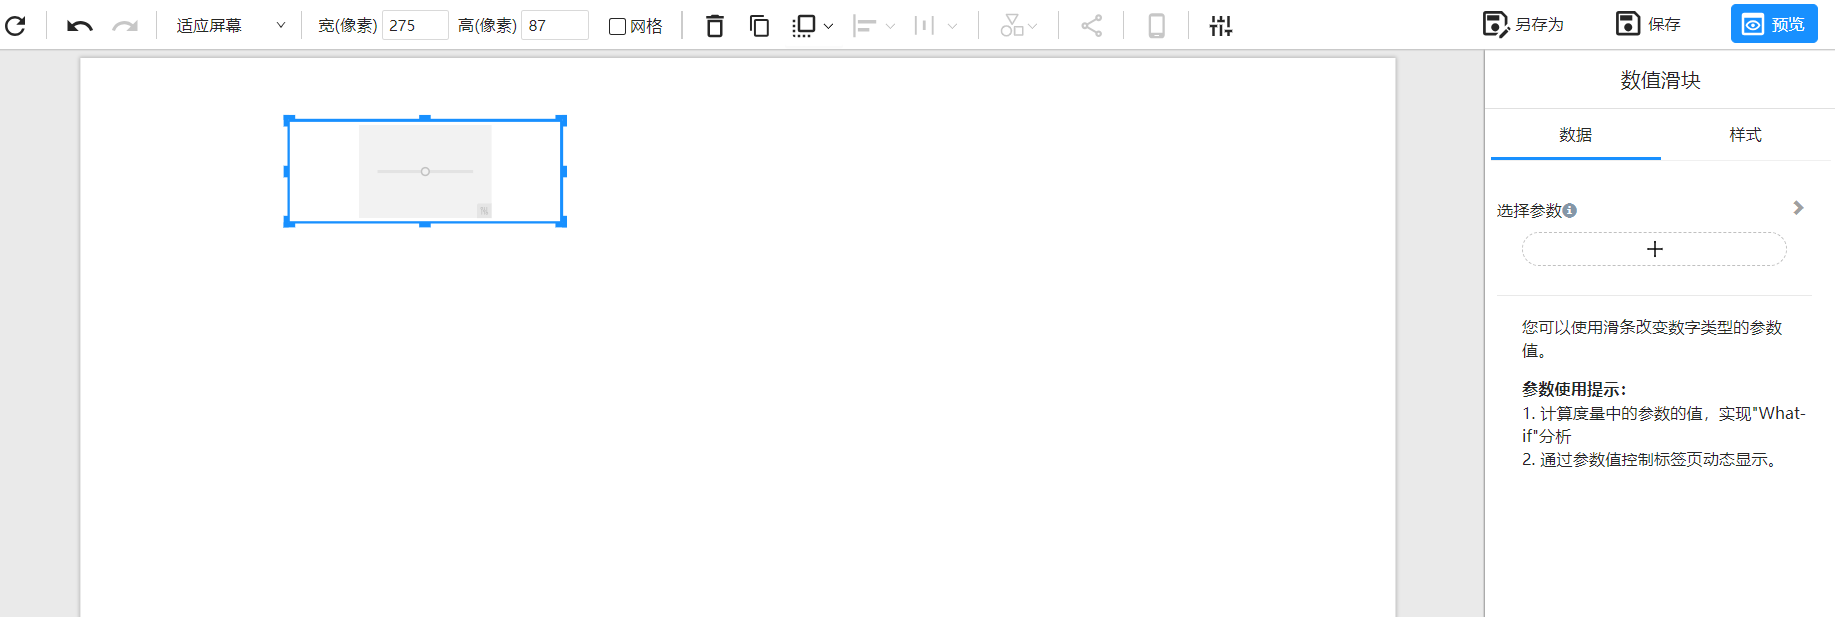 适应屏幕 宽(像素) 275 高(像素) 87 网格 另存为 保存 预览
数值滑块
数据 样式
选择参数
您可以使用滑条改变数字类型的参数
值。
参数使用提示：
1. 计算度量中的参数的值，实现"What-
if"分析
2. 通过参数值控制标签页动态显示。